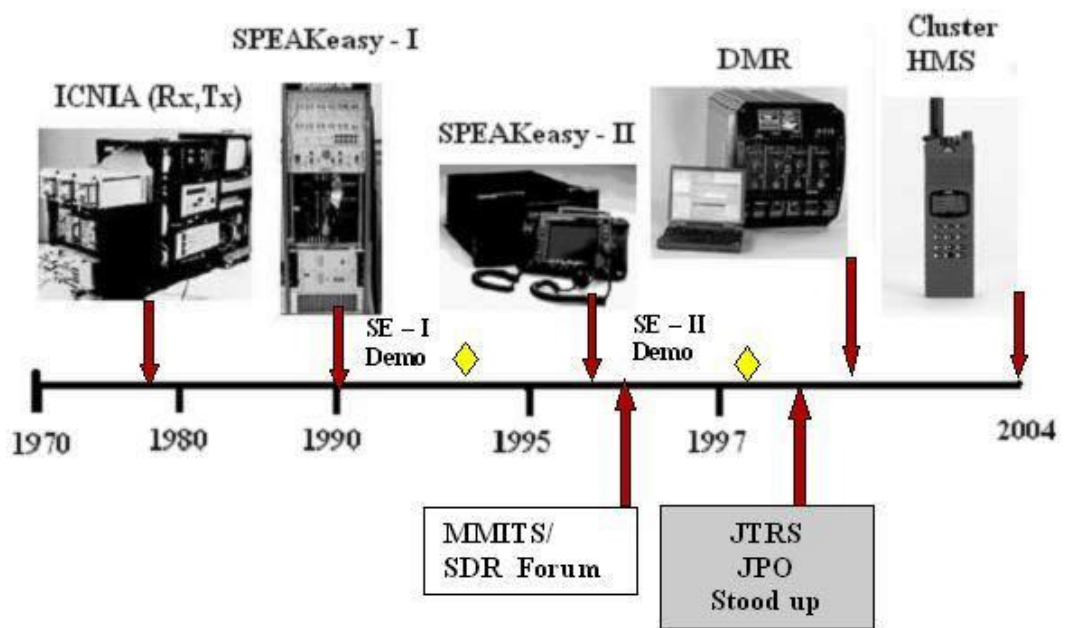 SPEAKeasy - I
Cluster
HMS
DMR
ICNIA (Rx,Tx)
SPEAKeasy - II
SE – I
Demo
SE – II
Demo
1970
1980
1990
1995
1997
2004
MMITS/
SDR Forum
JTRS
JPO
Stood up